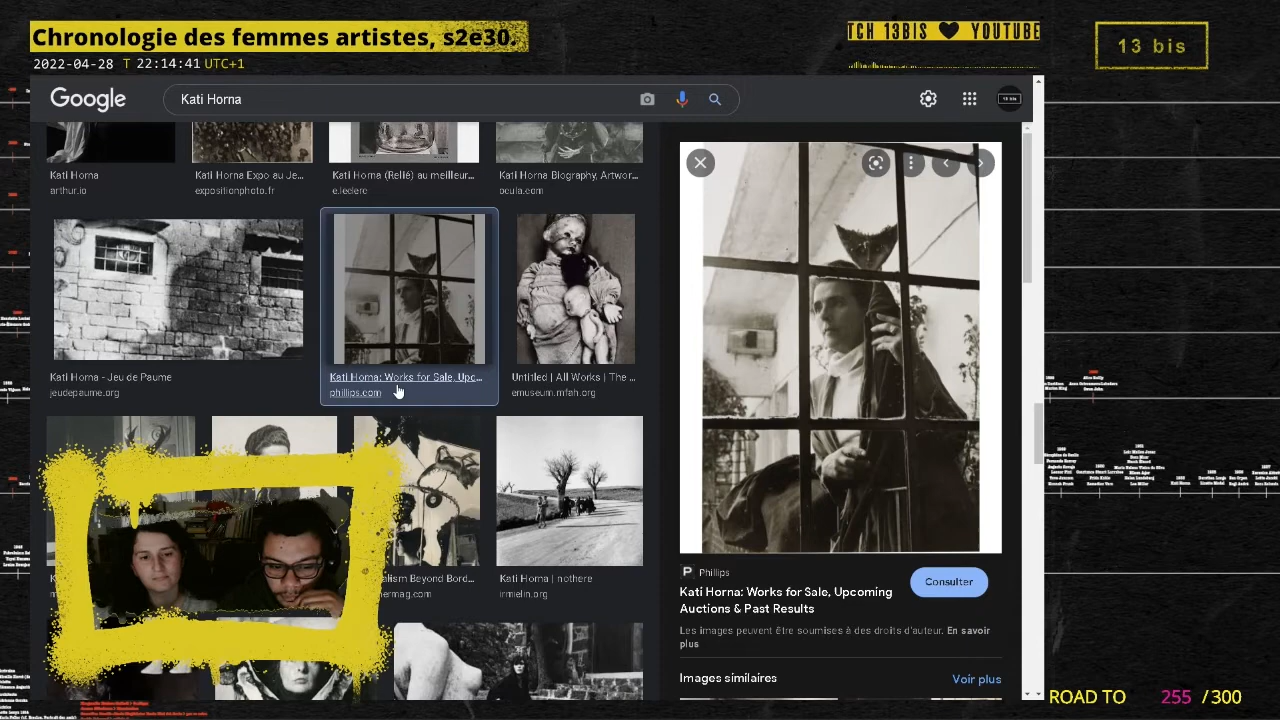 Chronologie des femmes artistes, s2e30.
2022-04-28 T 22:14:41 UTC+1
TCH 13BIS ♥ YOUTUBE
13 bis
Google
Kati Horna
13 bis
Kati Horna
arthur.io
Kati Horna Expo au Je...
expositionphoto.fr
Kati Horna (Relié) au meilleur...
e.leclerc
Kati Horna Biography, Artwor...
ocula.com
Kati Horna - Jeu de Paume
jeudepaume.org
Kati Horna: Works for Sale, Upc...
phillips.com
Untitled | All Works | The ...
emuseum.mfah.org
alism Beyond Bord...
ermag.com
Kati Horna | nothere
irmielin.org
P Phillips
Kati Horna: Works for Sale, Upcoming
Auctions & Past Results
Consulter
Les images peuvent être soumises à des droits d'auteur. En savoir
plus
Images similaires
Voir plus
ROAD TO 255 /300